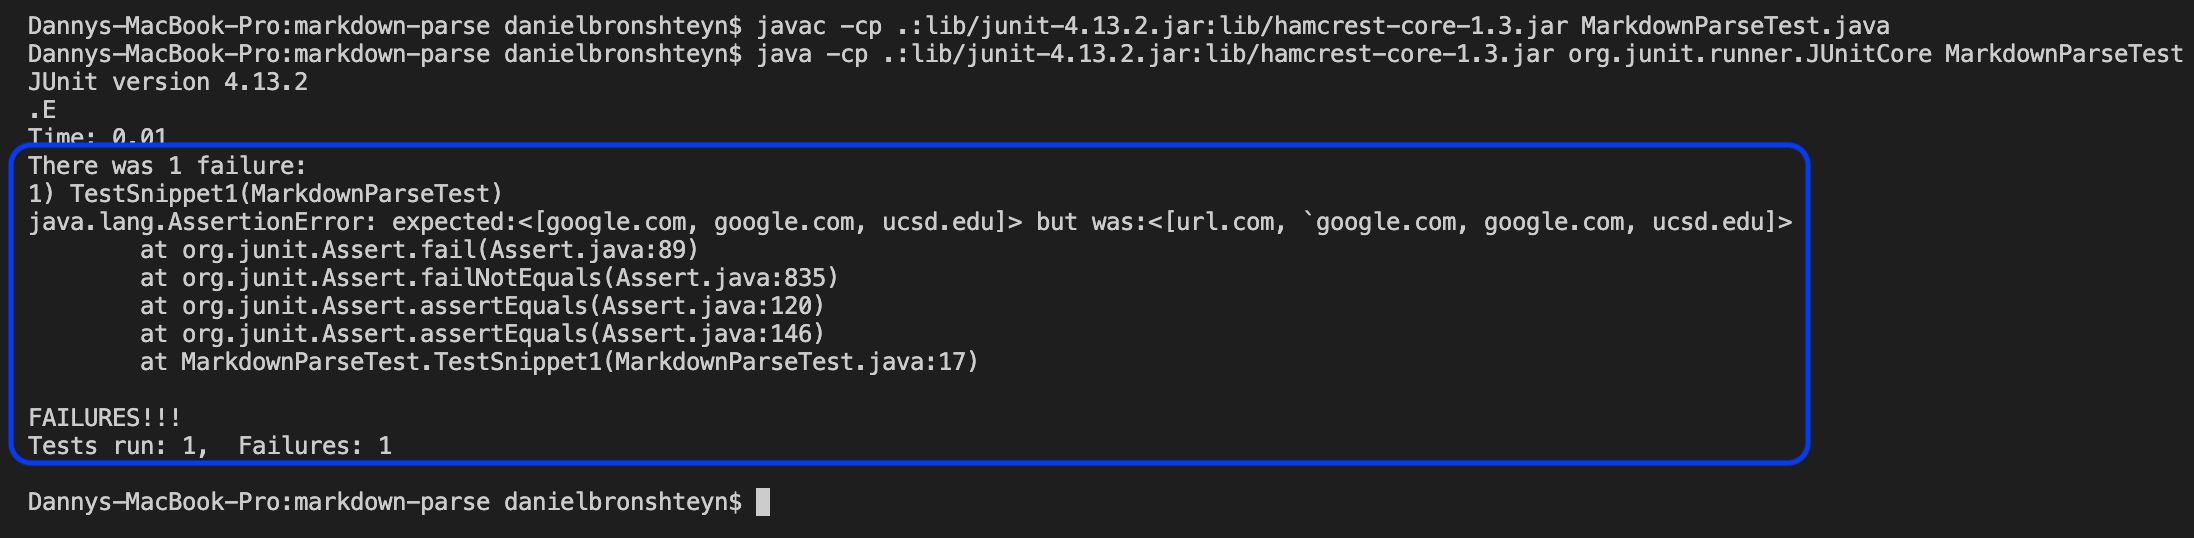 Dannys-MacBook-Pro:markdown-parse danielbronshteyn$ javac -cp .:lib/junit-4.13.2.jar:lib/hamcrest-core-1.3.jar MarkdownParseTest.java
Dannys-MacBook-Pro:markdown-parse danielbronshteyn$ java -cp .:lib/junit-4.13.2.jar:lib/hamcrest-core-1.3.jar org.junit.runner.JUnitCore MarkdownParseTest
JUnit version 4.13.2
.E
Time: 0.01
There was 1 failure:
1) TestSnippet1(MarkdownParseTest)
java.lang.AssertionError: expected:<[google.com, google.com, ucsd.edu]> but was:<[url.com, `google.com, google.com, ucsd.edu]>
        at org.junit.Assert.fail(Assert.java:89)
        at org.junit.Assert.failNotEquals(Assert.java:835)
        at org.junit.Assert.assertEquals(Assert.java:120)
        at org.junit.Assert.assertEquals(Assert.java:146)
        at MarkdownParseTest.TestSnippet1(MarkdownParseTest.java:17)
FAILURES!!!
Tests run: 1,  Failures: 1
Dannys-MacBook-Pro:markdown-parse danielbronshteyn$